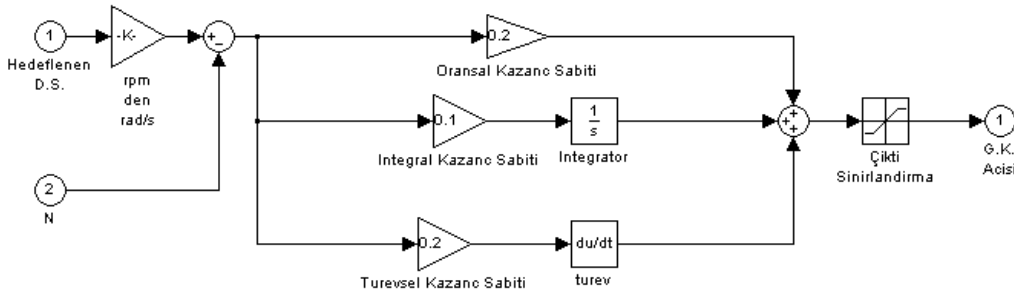 1
Hedeflenen
D.S.
-K-
rpm
den
rad/s
+
−
2
N
0.2
Oransal Kazanc Sabiti
0.1
Integral Kazanc Sabiti
1
s
Integrator
0.2
Turevsel Kazanc Sabiti
du/dt
turev
+
+
+
Çikti
Sinirlandirma
1
G.K.
Acisi